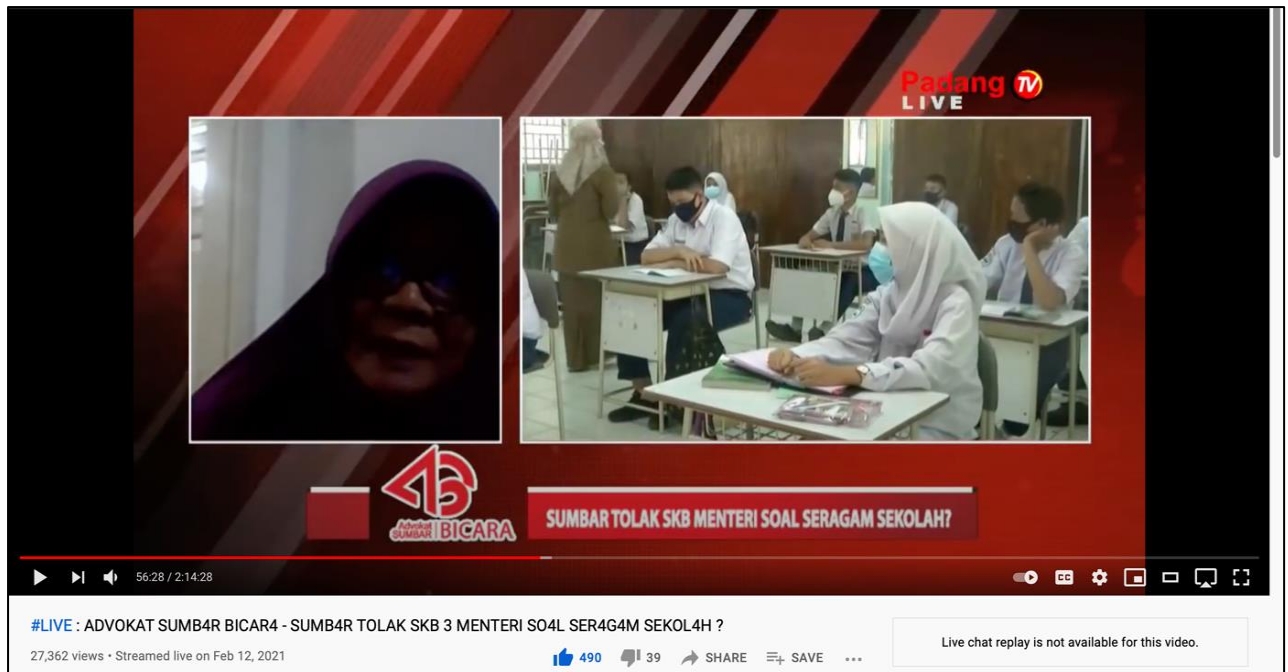 Padang TV
LIVE
AB
Advokat
SUMBAR BICARA
SUMBAR TOLAK SKB MENTERI SOAL SERAGAM SEKOLAH?
56:28 / 2:14:28
CC
#LIVE : ADVOKAT SUMB4R BICAR4 - SUMB4R TOLAK SKB 3 MENTERI SO4L SER4G4M SEKOL4H ?
27,362 views • Streamed live on Feb 12, 2021
490 39 SHARE SAVE
Live chat replay is not available for this video.